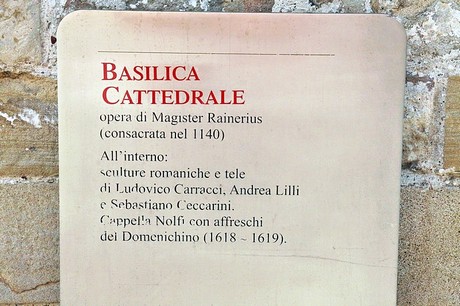 BASILICA
CATTEDRALE
opera di Magister Rainerius
(consacrata nel 1140)
All'interno:
sculture romaniche e tele
di Ludovico Carracci, Andrea Lilli
e Sebastiano Ceccarini.
Cappella Nolfi con affreschi
del Domenichino (1618 - 1619).